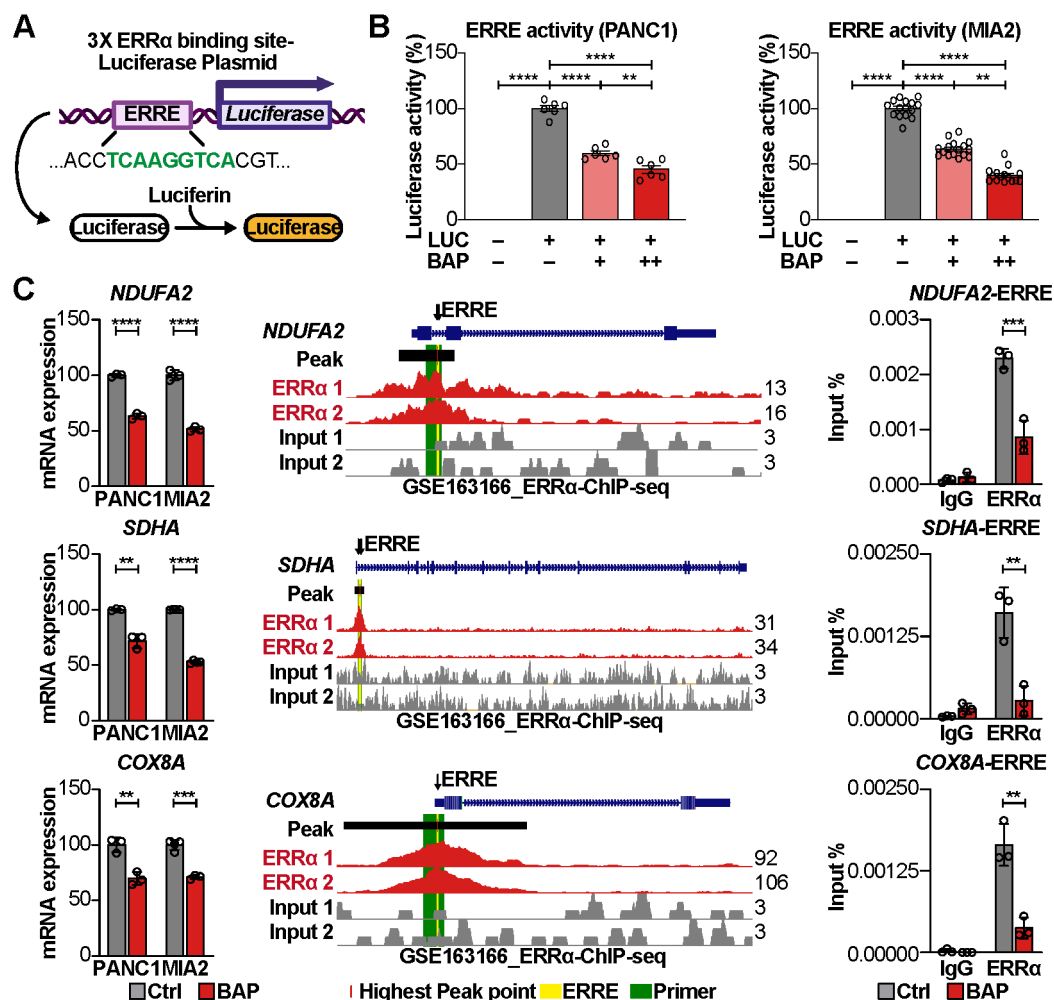 A
3X ERRα binding site-
Luciferase Plasmid
ERRE
Luciferase
...ACCTCAAGGTCACGT...
Luciferin
Luciferase
Luciferase
B
ERRE activity (PANC1)
Luciferase activity (%)
150
100
50
0
****
**** **** **
LUC – + + +
BAP – + ++
ERRE activity (MIA2)
Luciferase activity (%)
150
100
50
0
****
**** **** **
LUC – + + +
BAP – + ++
C
NDUFA2
mRNA expression
150
100
50
0
**** ****
PANC1 MIA2
ERRE
NDUFA2
Peak
ERRα 1 13
ERRα 2 16
Input 1 3
Input 2 3
GSE163166_ERRα-ChIP-seq
NDUFA2-ERRE
Input %
0.003
0.002
0.001
0.000
***
IgG ERRα
SDHA
mRNA expression
150
100
50
0
** ****
PANC1 MIA2
ERRE
SDHA
Peak
ERRα 1 31
ERRα 2 34
Input 1 3
Input 2 3
GSE163166_ERRα-ChIP-seq
SDHA-ERRE
Input %
0.00250
0.00125
0.00000
**
IgG ERRα
COX8A
mRNA expression
150
100
50
0
** ***
PANC1 MIA2
ERRE
COX8A
Peak
ERRα 1 92
ERRα 2 106
Input 1 3
Input 2 3
GSE163166_ERRα-ChIP-seq
COX8A-ERRE
Input %
0.00250
0.00125
0.00000
**
IgG ERRα
Ctrl BAP
Highest Peak point ERRE Primer
Ctrl BAP